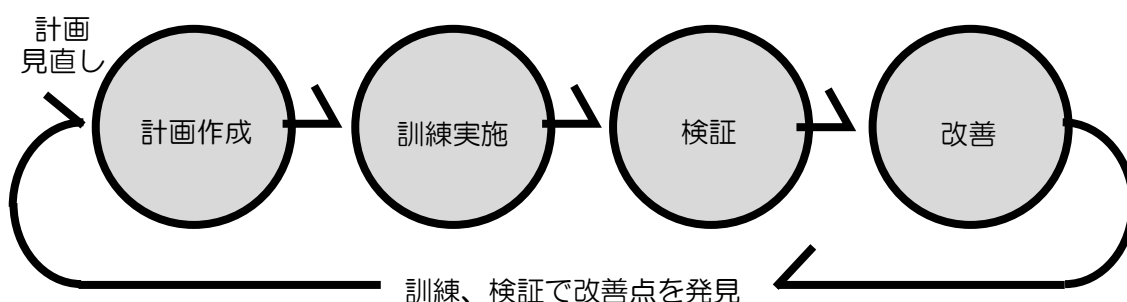 計画
見直し
計画作成
訓練実施
検証
改善
訓練、検証で改善点を発見